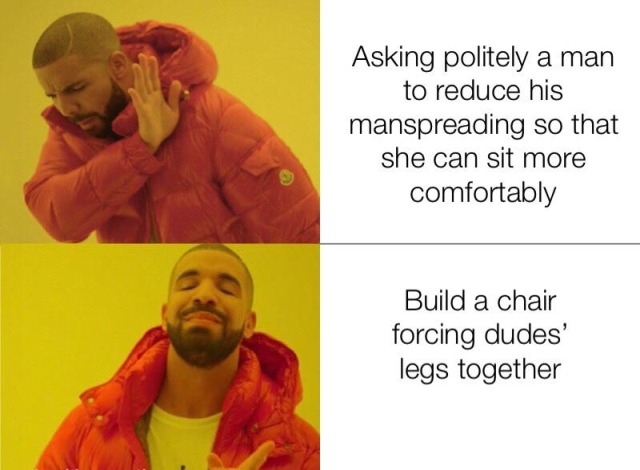 Asking politely a man
to reduce his
manspreading so that
she can sit more
comfortably
Build a chair
forcing dudes’
legs together